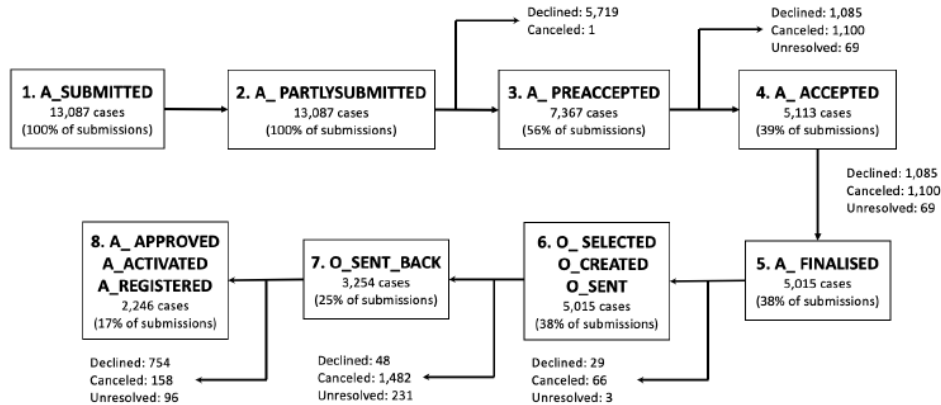 Declined: 5,719
Canceled: 1
Declined: 1,085
Canceled: 1,100
Unresolved: 69
1. A_SUBMITTED
13,087 cases
(100% of submissions)
2. A_ PARTLYSUBMITTED
13,087 cases
(100% of submissions)
3. A_ PREACCEPTED
7,367 cases
(56% of submissions)
4. A_ ACCEPTED
5,113 cases
(39% of submissions)
Declined: 1,085
Canceled: 1,100
Unresolved: 69
5. A_ FINALISED
5,015 cases
(38% of submissions)
6. O_ SELECTED
O_CREATED
O_SENT
5,015 cases
(38% of submissions)
7. O_SENT_BACK
3,254 cases
(25% of submissions)
8. A_ APPROVED
A_ACTIVATED
A_REGISTERED
2,246 cases
(17% of submissions)
Declined: 29
Canceled: 66
Unresolved: 3
Declined: 48
Canceled: 1,482
Unresolved: 231
Declined: 754
Canceled: 158
Unresolved: 96